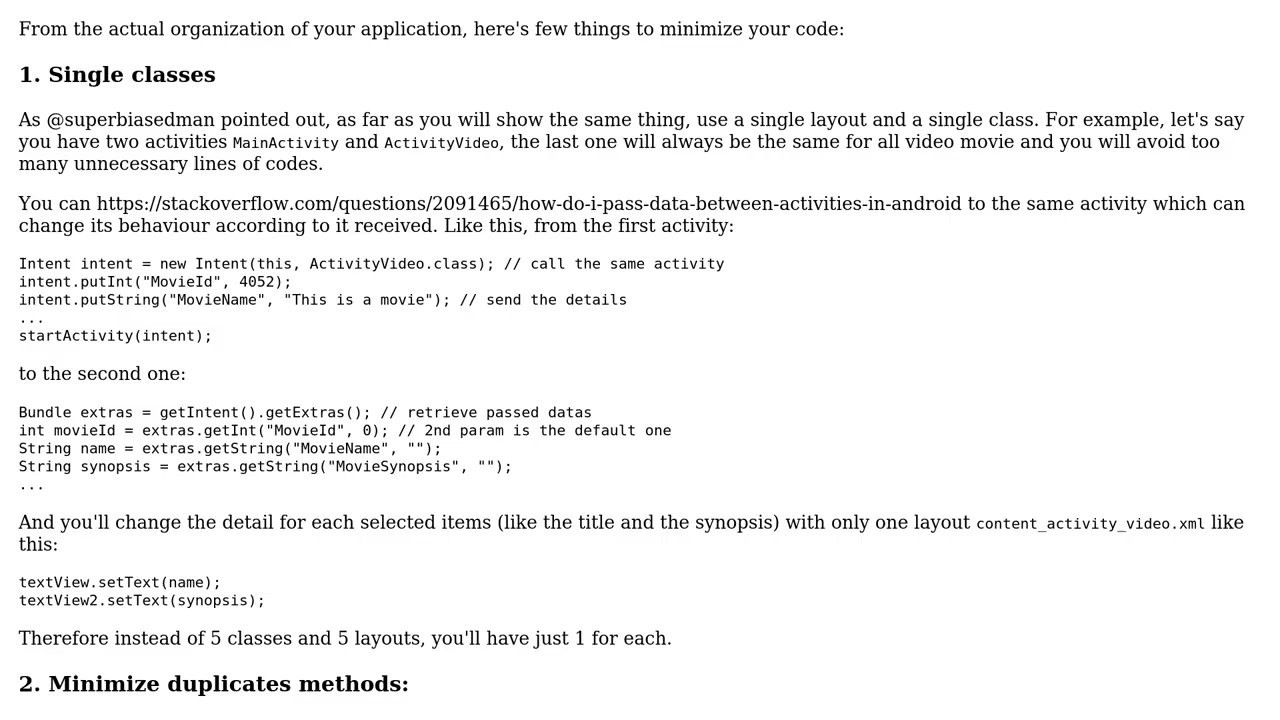 From the actual organization of your application, here's few things to minimize your code:
1. Single classes
As @superbiasedman pointed out, as far as you will show the same thing, use a single layout and a single class. For example, let's say
you have two activities MainActivity and ActivityVideo, the last one will always be the same for all video movie and you will avoid too
many unnecessary lines of codes.
You can https://stackoverflow.com/questions/2091465/how-do-i-pass-data-between-activities-in-android to the same activity which can
change its behaviour according to it received. Like this, from the first activity:
Intent intent = new Intent(this, ActivityVideo.class); // call the same activity
intent.putInt("MovieId", 4052);
intent.putString("MovieName", "This is a movie"); // send the details
...
startActivity(intent);
to the second one:
Bundle extras = getIntent().getExtras(); // retrieve passed datas
int movieId = extras.getInt("MovieId", 0); // 2nd param is the default one
String name = extras.getString("MovieName", "");
String synopsis = extras.getString("MovieSynopsis", "");
...
And you'll change the detail for each selected items (like the title and the synopsis) with only one layout content_activity_video.xml like
this:
textView.setText(name);
textView2.setText(synopsis);
Therefore instead of 5 classes and 5 layouts, you'll have just 1 for each.
2. Minimize duplicates methods: